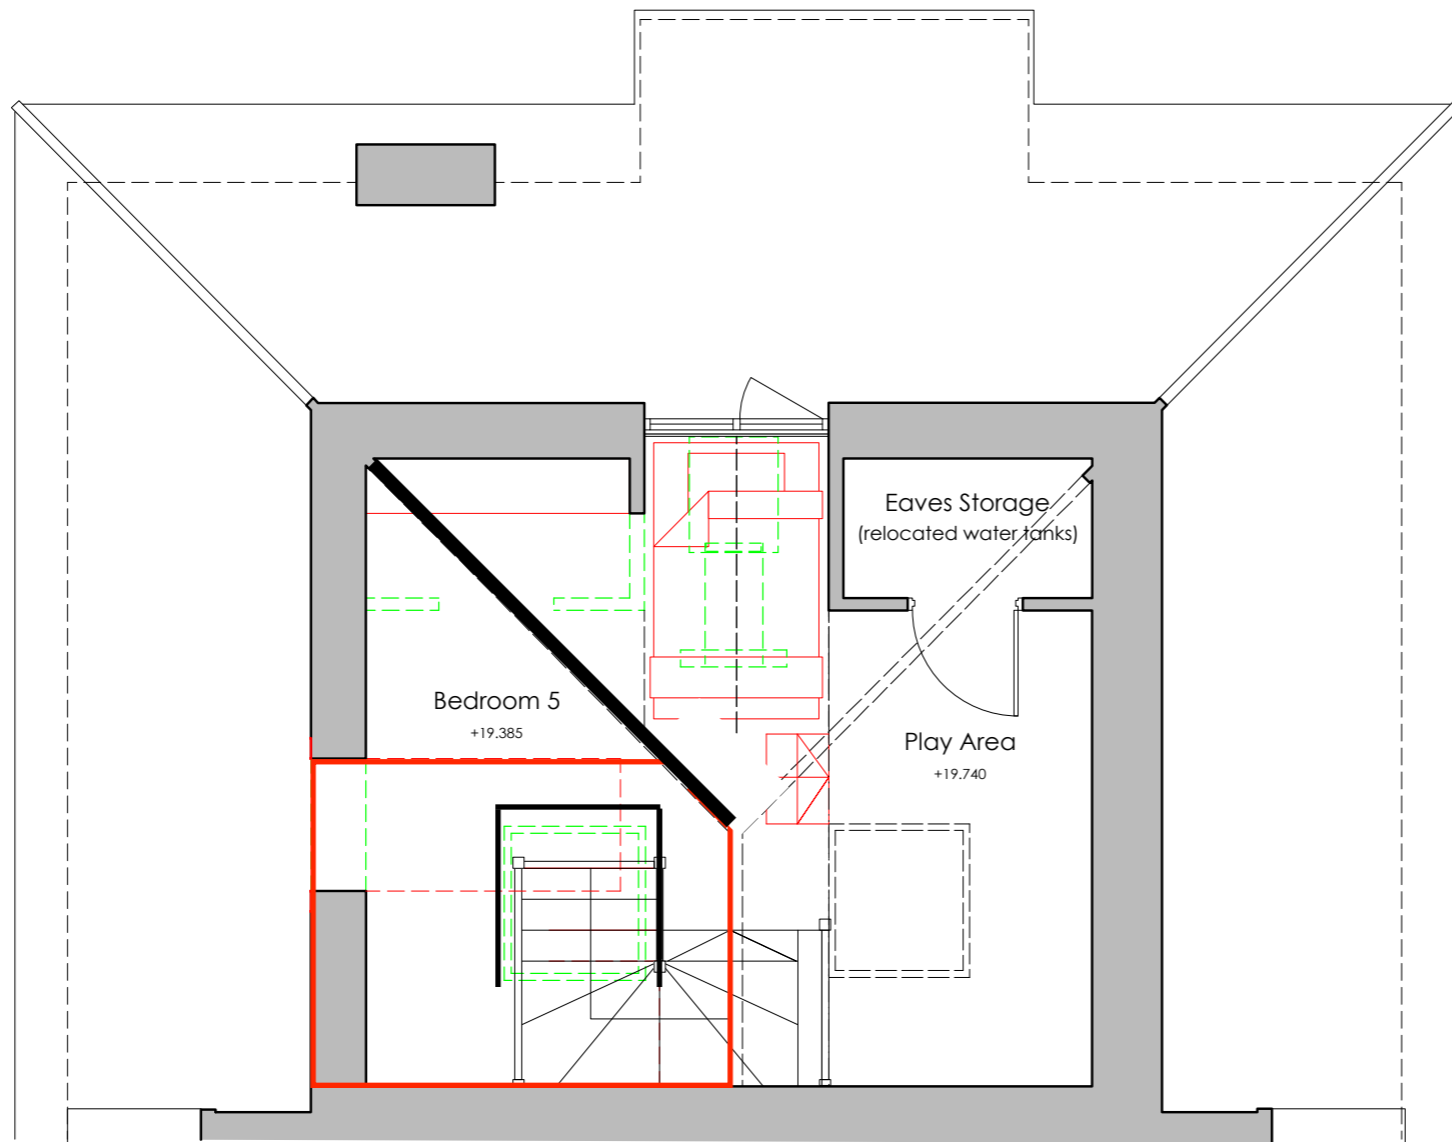 Eaves Storage
(relocated water tanks)
Bedroom 5
+19.385
Play Area
+19.740